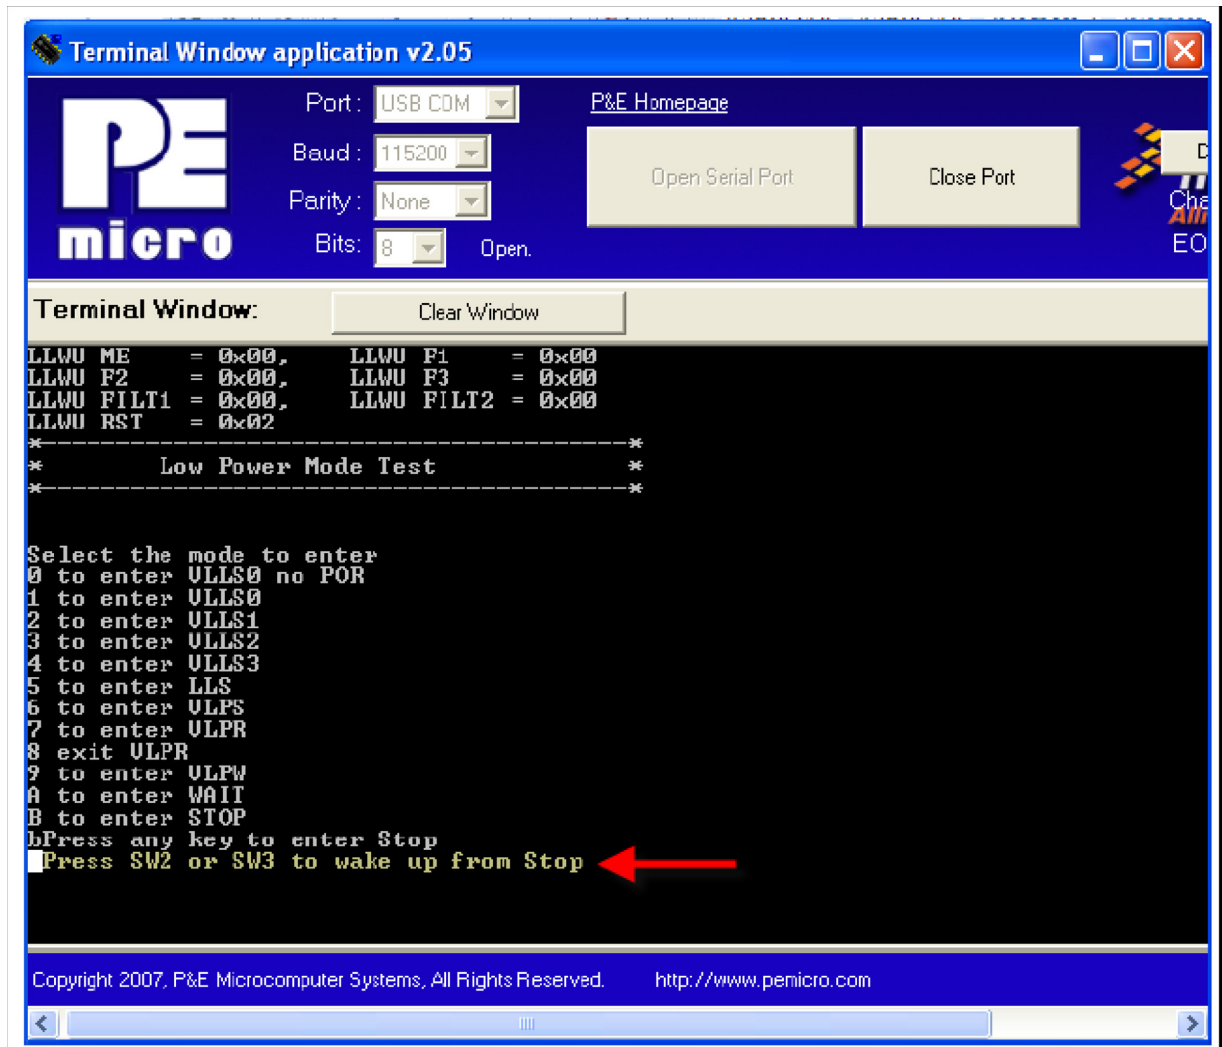 Terminal Window application v2.05
PE
micro
Port: USB COM
Baud: 115200
Parity: None
Bits: 8 Open.
P&E Homepage
Open Serial Port
Close Port
EO
Terminal Window:
Clear Window
LLWU ME = 0x00, LLWU F1 = 0x00
LLWU F2 = 0x00, LLWU F3 = 0x00
LLWU FILT1 = 0x00, LLWU FILT2 = 0x00
LLWU RST = 0x02
*-----------------------------------------*
* Low Power Mode Test *
*-----------------------------------------*
Select the mode to enter
0 to enter VLLS0 no POR
1 to enter VLLS0
2 to enter VLLS1
3 to enter VLLS2
4 to enter VLLS3
5 to enter LLS
6 to enter VLPS
7 to enter VLPR
8 exit VLPR
9 to enter VLPW
A to enter WAIT
B to enter STOP
bPress any key to enter Stop
Press SW2 or SW3 to wake up from Stop
Copyright 2007, P&E Microcomputer Systems, All Rights Reserved. http://www.pemicro.com